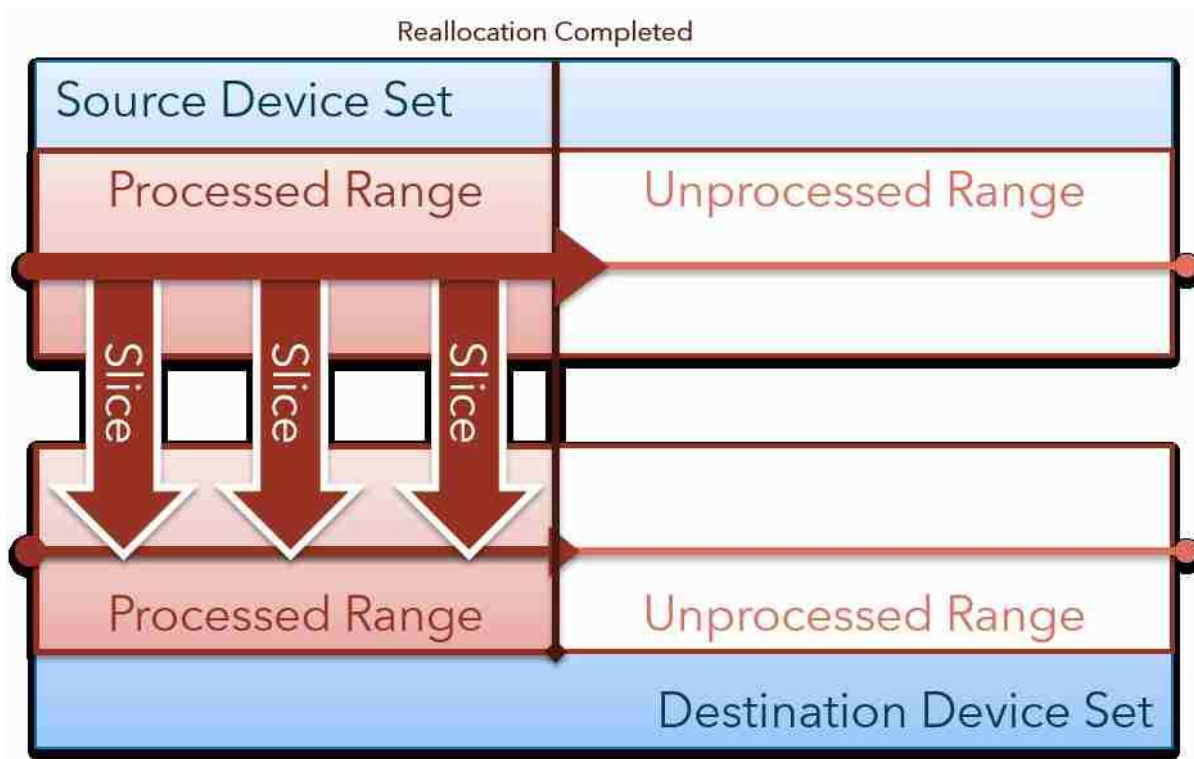 Reallocation Completed
Source Device Set
Processed Range
Unprocessed Range
Slice
Slice
Slice
Processed Range
Unprocessed Range
Destination Device Set